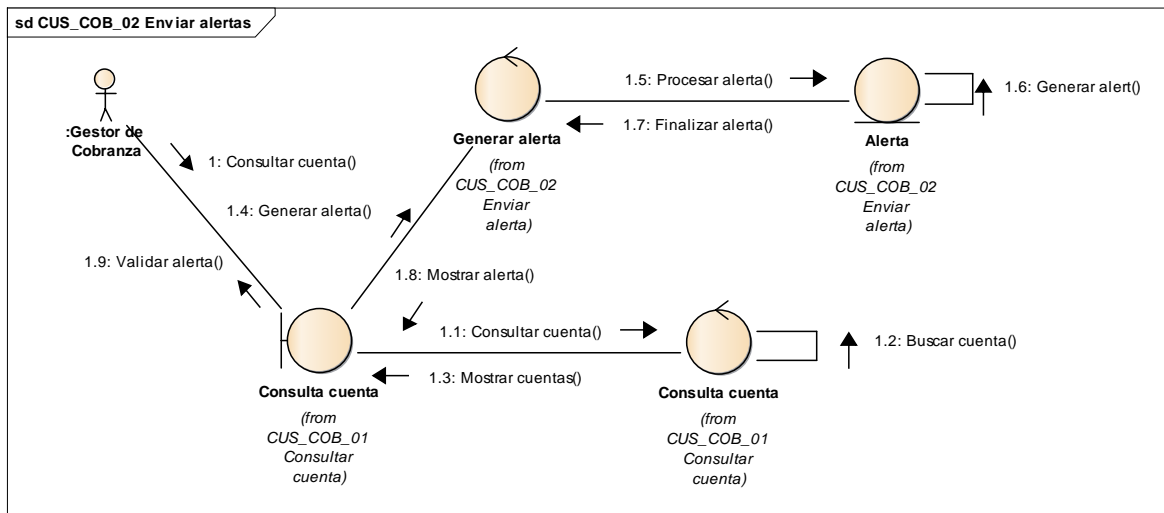 sd CUS_COB_02 Enviar alertas
:Gestor de
Cobranza
1: Consultar cuenta()
1.4: Generar alerta()
1.9: Validar alerta()
Generar alerta
(from
CUS_COB_02
Enviar
alerta)
1.5: Procesar alerta()
1.7: Finalizar alerta()
Alerta
(from
CUS_COB_02
Enviar
alerta)
1.6: Generar alert()
1.8: Mostrar alerta()
1.1: Consultar cuenta()
1.3: Mostrar cuentas()
Consulta cuenta
(from
CUS_COB_01
Consultar
cuenta)
Consulta cuenta
(from
CUS_COB_01
Consultar
cuenta)
1.2: Buscar cuenta()